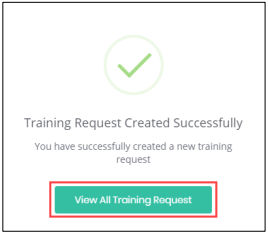 Training Request Created Successfully
You have successfully created a new training
request
View All Training Request